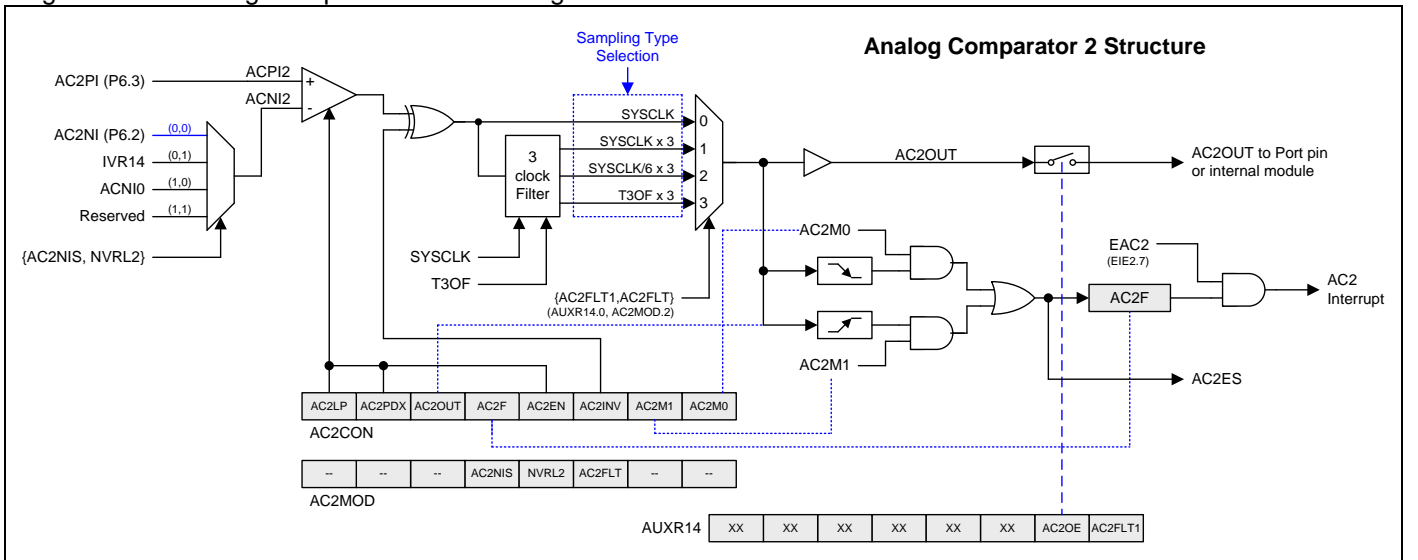 Sampling Type
Selection
Analog Comparator 2 Structure
AC2PI (P6.3)
ACPI2
+
ACNI2
-
AC2NI (P6.2)
(0,0)
IVR14
(0,1)
ACNI0
(1,0)
Reserved
(1,1)
{AC2NIS, NVRL2}
3
clock
Filter
SYSCLK
T3OF
SYSCLK
0
SYSCLK x 3
1
SYSCLK/6 x 3
2
T3OF x 3
3
{AC2FLT1,AC2FLT}
(AUXR14.0, AC2MOD.2)
AC2OUT
AC2OUT to Port pin
or internal module
AC2M0
AC2M1
EAC2
(EIE2.7)
AC2F
AC2
Interrupt
AC2ES
AC2LP AC2PDX AC2OUT AC2F AC2EN AC2INV AC2M1 AC2M0
AC2CON
-- -- -- AC2NIS NVRL2 AC2FLT -- --
AC2MOD
AUXR14 XX XX XX XX XX XX AC2OE AC2FLT1